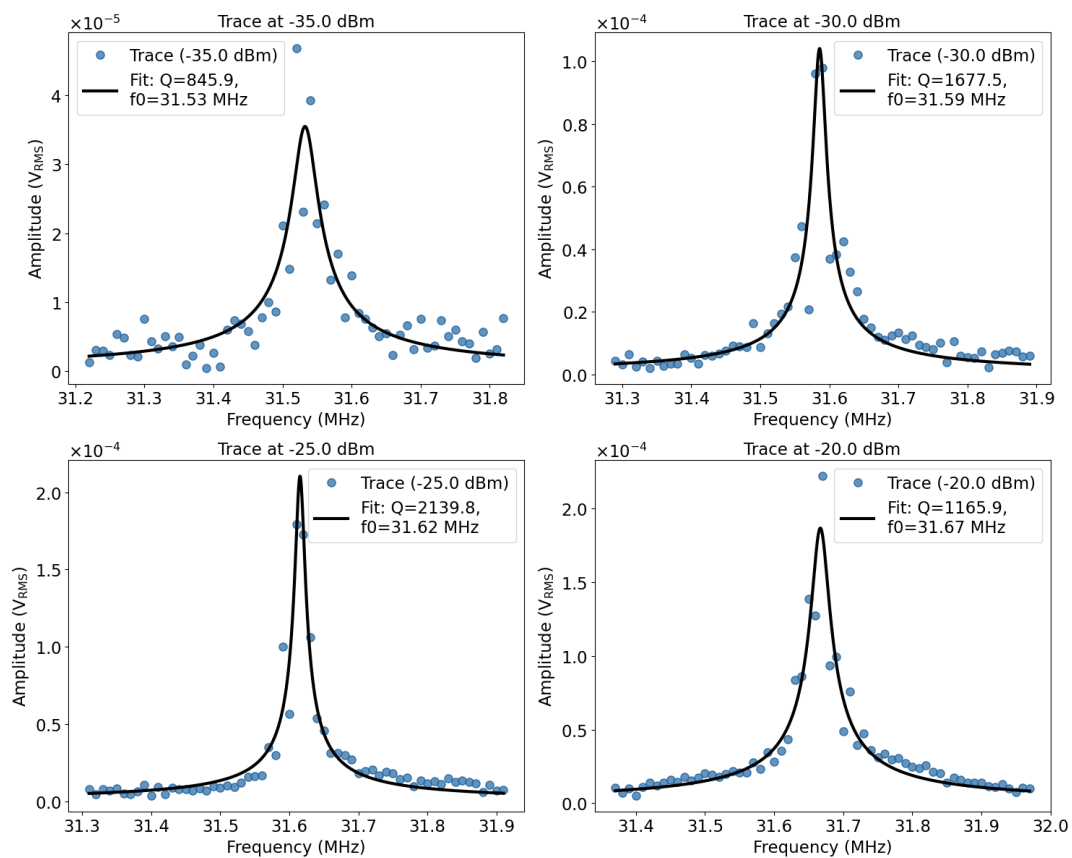 Trace at -35.0 dBm
×10⁻⁵
Trace (-35.0 dBm)
Fit: Q=845.9,
f0=31.53 MHz
Amplitude (V_RMS)
4
3
2
1
0
31.2 31.3 31.4 31.5 31.6 31.7 31.8
Frequency (MHz)
Trace at -30.0 dBm
×10⁻⁴
Trace (-30.0 dBm)
Fit: Q=1677.5,
f0=31.59 MHz
Amplitude (V_RMS)
1.0
0.8
0.6
0.4
0.2
0.0
31.3 31.4 31.5 31.6 31.7 31.8 31.9
Frequency (MHz)
Trace at -25.0 dBm
×10⁻⁴
Trace (-25.0 dBm)
Fit: Q=2139.8,
f0=31.62 MHz
Amplitude (V_RMS)
2.0
1.5
1.0
0.5
0.0
31.3 31.4 31.5 31.6 31.7 31.8 31.9
Frequency (MHz)
Trace at -20.0 dBm
×10⁻⁴
Trace (-20.0 dBm)
Fit: Q=1165.9,
f0=31.67 MHz
Amplitude (V_RMS)
2.0
1.5
1.0
0.5
0.0
31.4 31.5 31.6 31.7 31.8 31.9 32.0
Frequency (MHz)